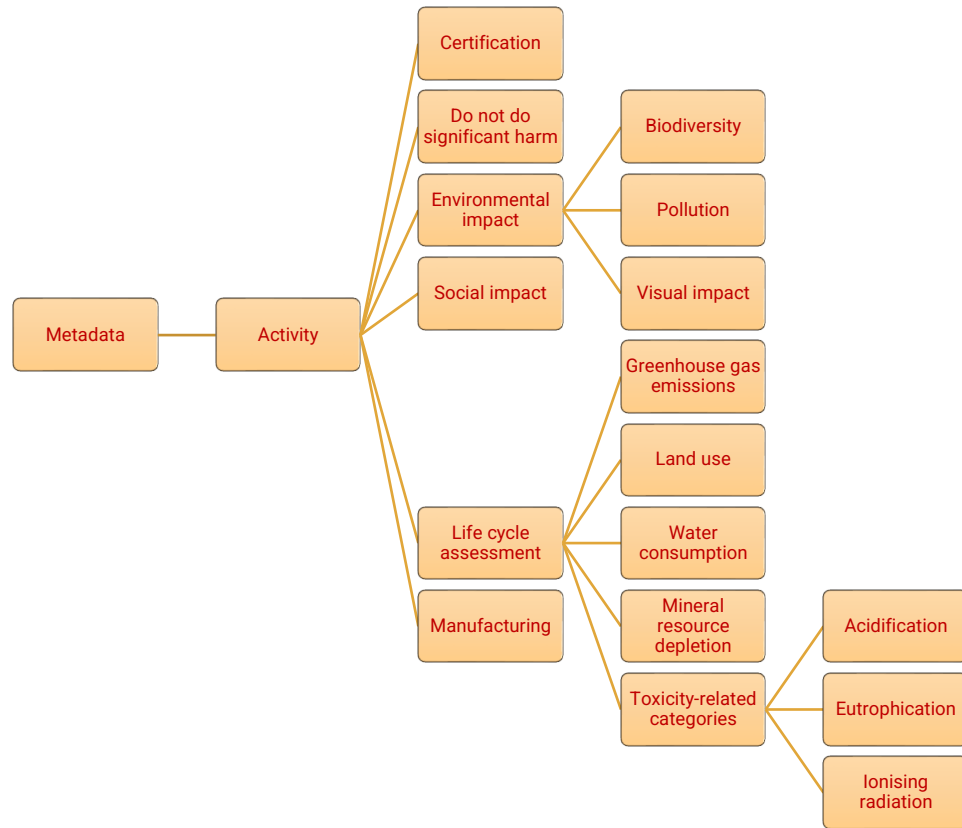 Certification
Do not do
significant harm
Biodiversity
Environmental
impact
Pollution
Social impact
Visual impact
Metadada
Activity
Greenhouse gas
emissions
Land use
Life cycle
assessment
Water
consumption
Manufacturing
Mineral
resource
depletion
Acidification
Toxicity-related
categories
Eutrophication
Ionising
radiation